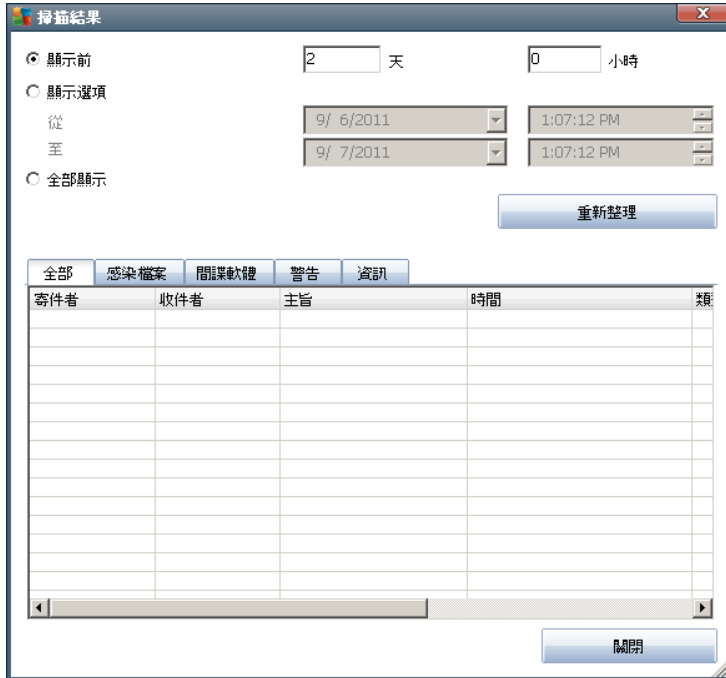 掃描結果
顯示前 2 天 0 小時
顯示選項
從 9/ 6/2011 1:07:12 PM
至 9/ 7/2011 1:07:12 PM
全部顯示
重新整理
全部 感染檔案 間諜軟體 警告 資訊
寄件者 收件者 主旨 時間 類
關閉